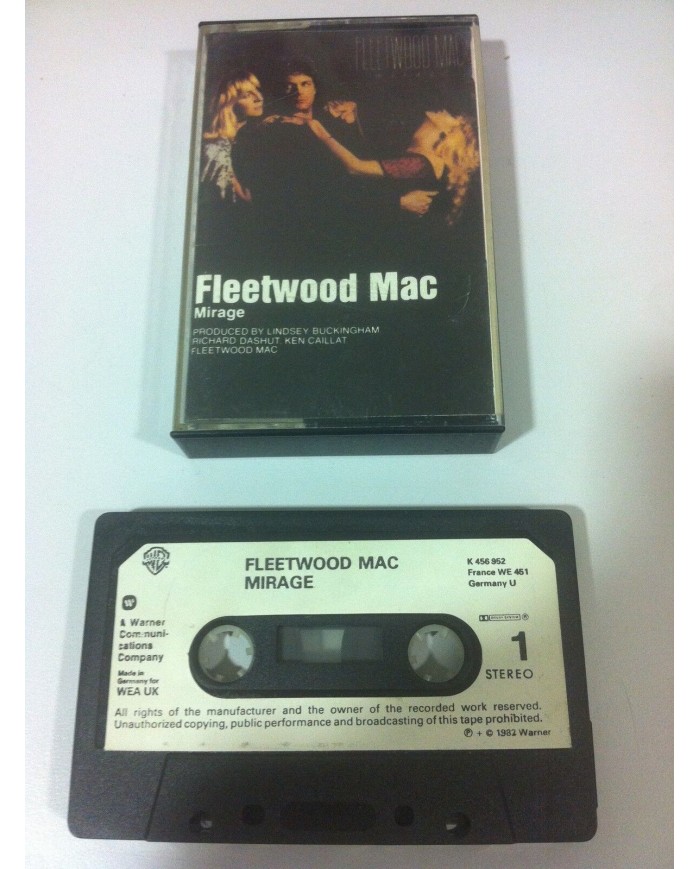 FLEETWOOD MAC
Fleetwood Mac
Mirage
PRODUCED BY LINDSEY BUCKINGHAM
RICHARD DASHUT, KEN CAILLAT
FLEETWOOD MAC
FLEETWOOD MAC
MIRAGE
K 456 952
France WE 451
Germany U
A Warner
Communi-
cations
Company
Made in
Germany for
WEA UK
1
STEREO
All rights of the manufacturer and the owner of the recorded work reserved.
Unauthorized copying, public performance and broadcasting of this tape prohibited.
℗ + © 1982 Warner